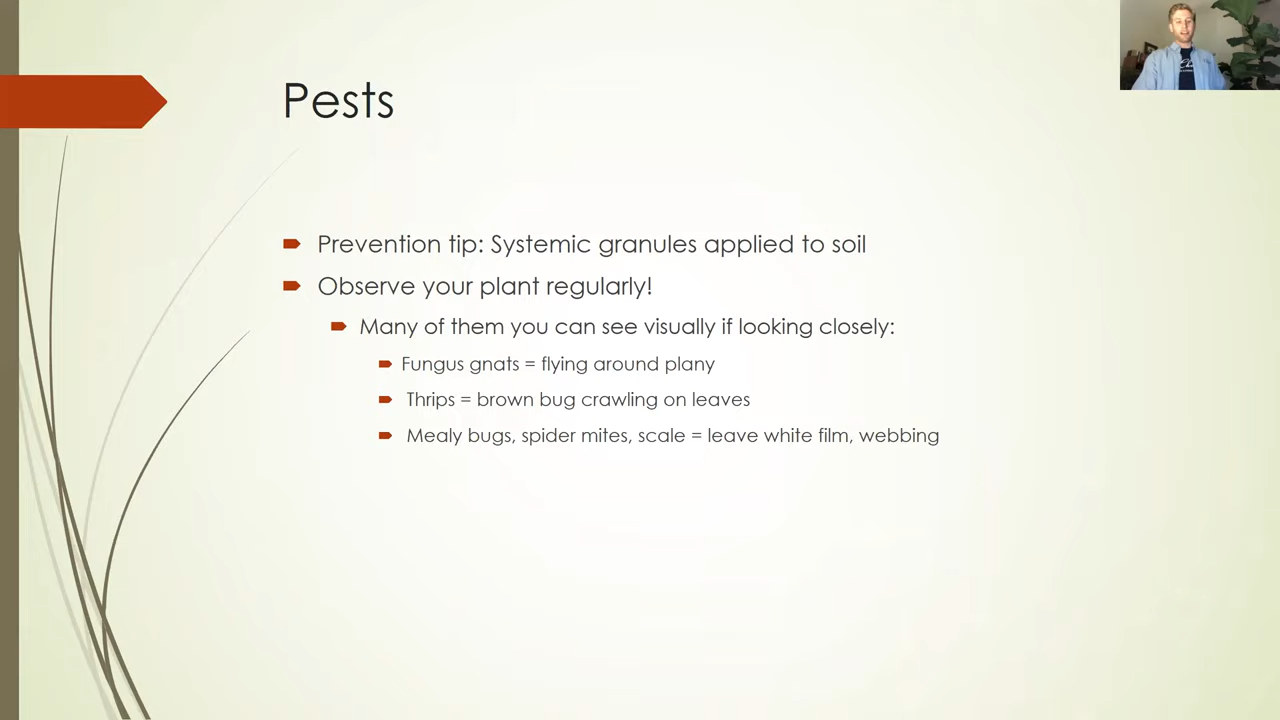 Pests
Prevention tip: Systemic granules applied to soil
Observe your plant regularly!
Many of them you can see visually if looking closely:
Fungus gnats = flying around plany
Thrips = brown bug crawling on leaves
Mealy bugs, spider mites, scale = leave white film, webbing